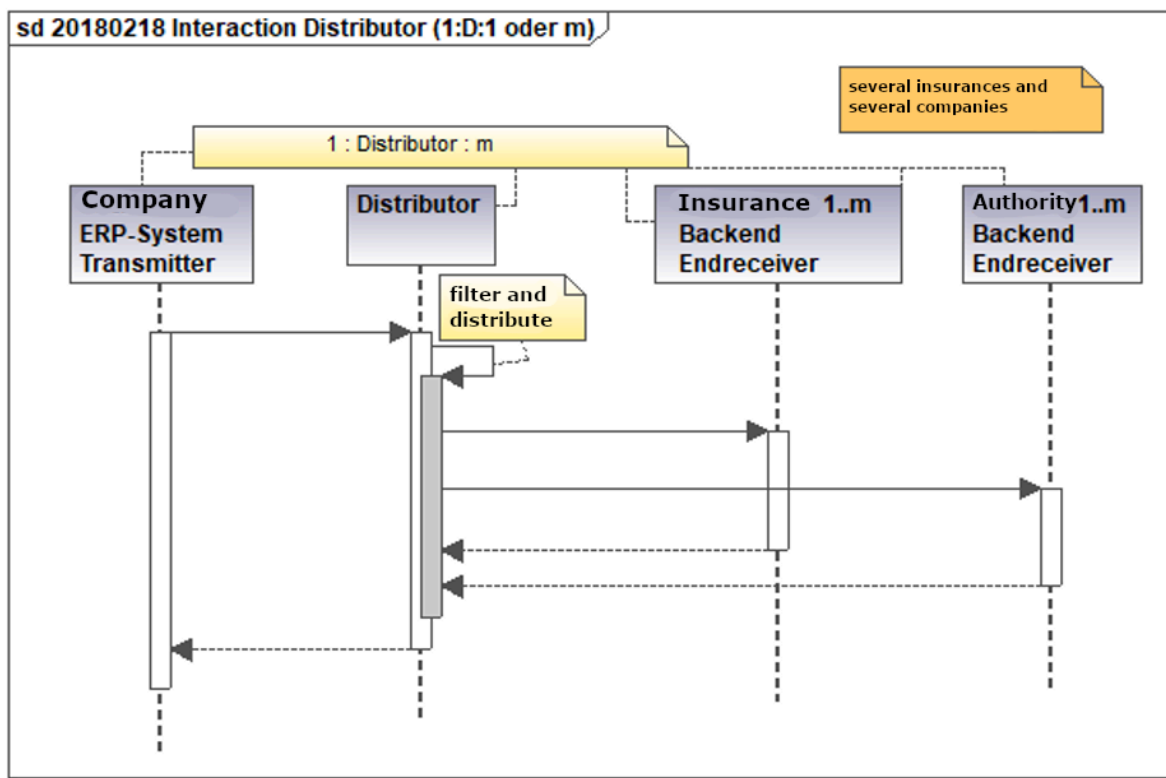 sd 20180218 Interaction Distributor (1:D:1 oder m)
several insurances and
several companies
1 : Distributor : m
Company
ERP-System
Transmitter
Distributor
Insurance 1..m
Backend
Endreceiver
Authority1..m
Backend
Endreceiver
filter and
distribute